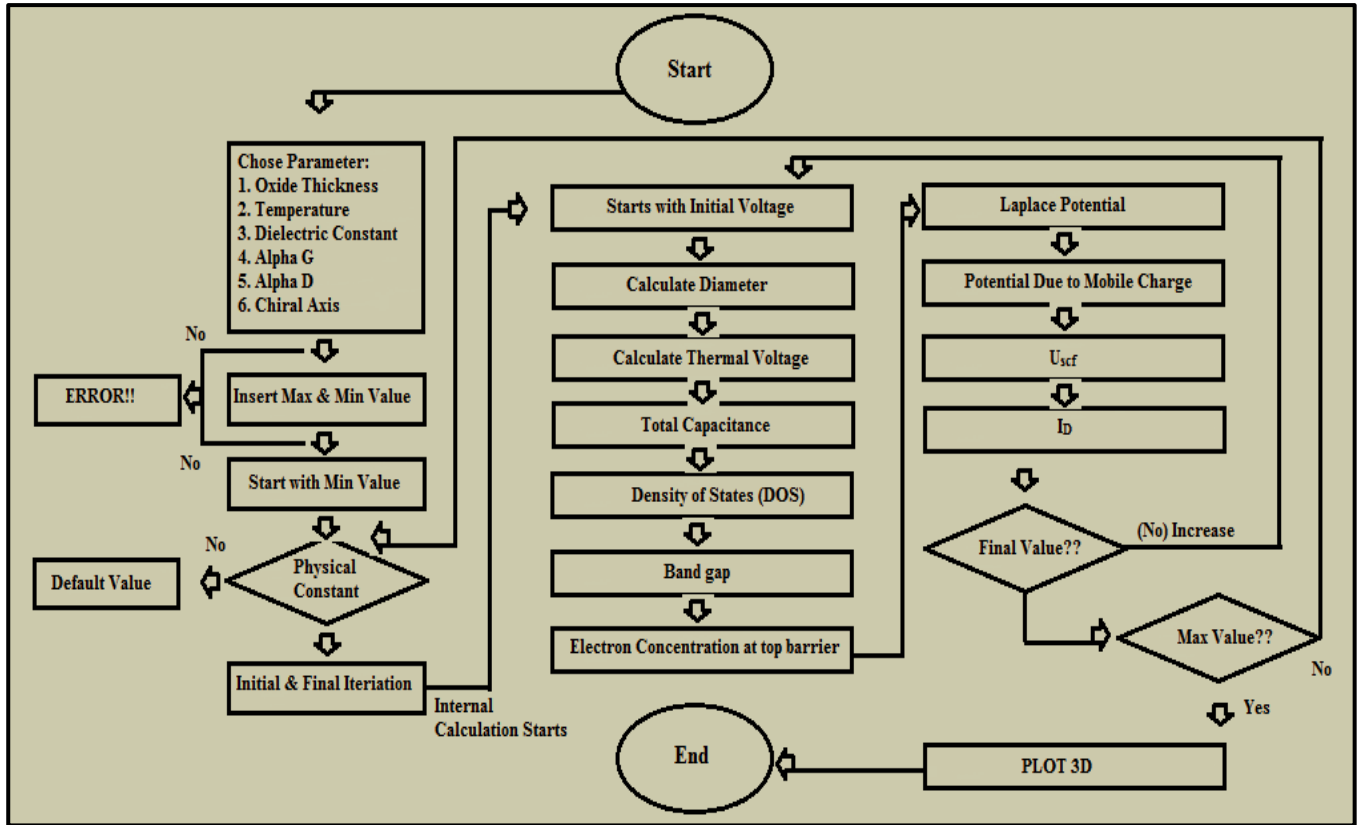 Start
Chose Parameter:
1. Oxide Thickness
2. Temperature
3. Dielectric Constant
4. Alpha G
5. Alpha D
6. Chiral Axis
No
ERROR!!
Insert Max & Min Value
No
Start with Min Value
No
Default Value
Physical
Constant
Initial & Final Iteriation
Internal
Calculation Starts
Starts with Initial Voltage
Calculate Diameter
Calculate Thermal Voltage
Total Capacitance
Density of States (DOS)
Band gap
Electron Concentration at top barrier
Laplace Potential
Potential Due to Mobile Charge
Uscf
ID
Final Value??
(No) Increase
Max Value??
No
Yes
PLOT 3D
End